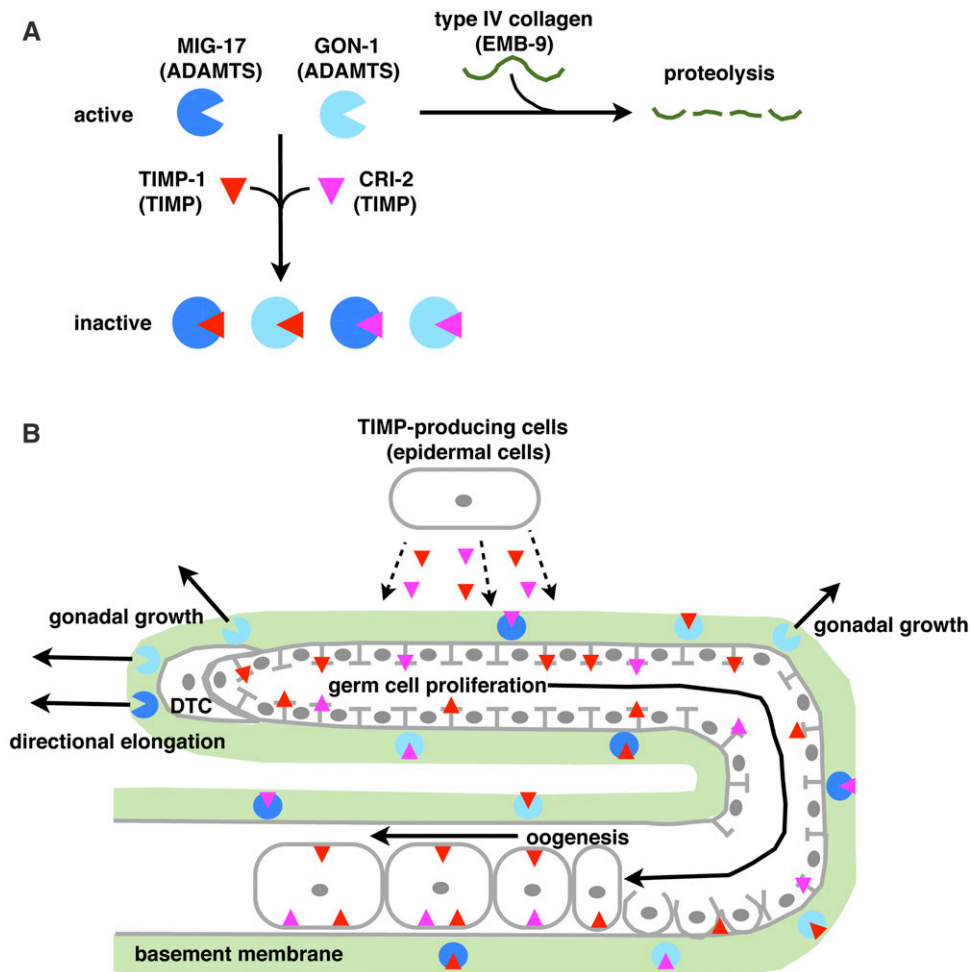 A
MIG-17
(ADAMTS)
GON-1
(ADAMTS)
type IV collagen
(EMB-9)
proteolysis
active
TIMP-1
(TIMP)
CRI-2
(TIMP)
inactive
B
TIMP-producing cells
(epidermal cells)
gonadal growth
gonadal growth
germ cell proliferation
DTC
directional elongation
oogenesis
basement membrane